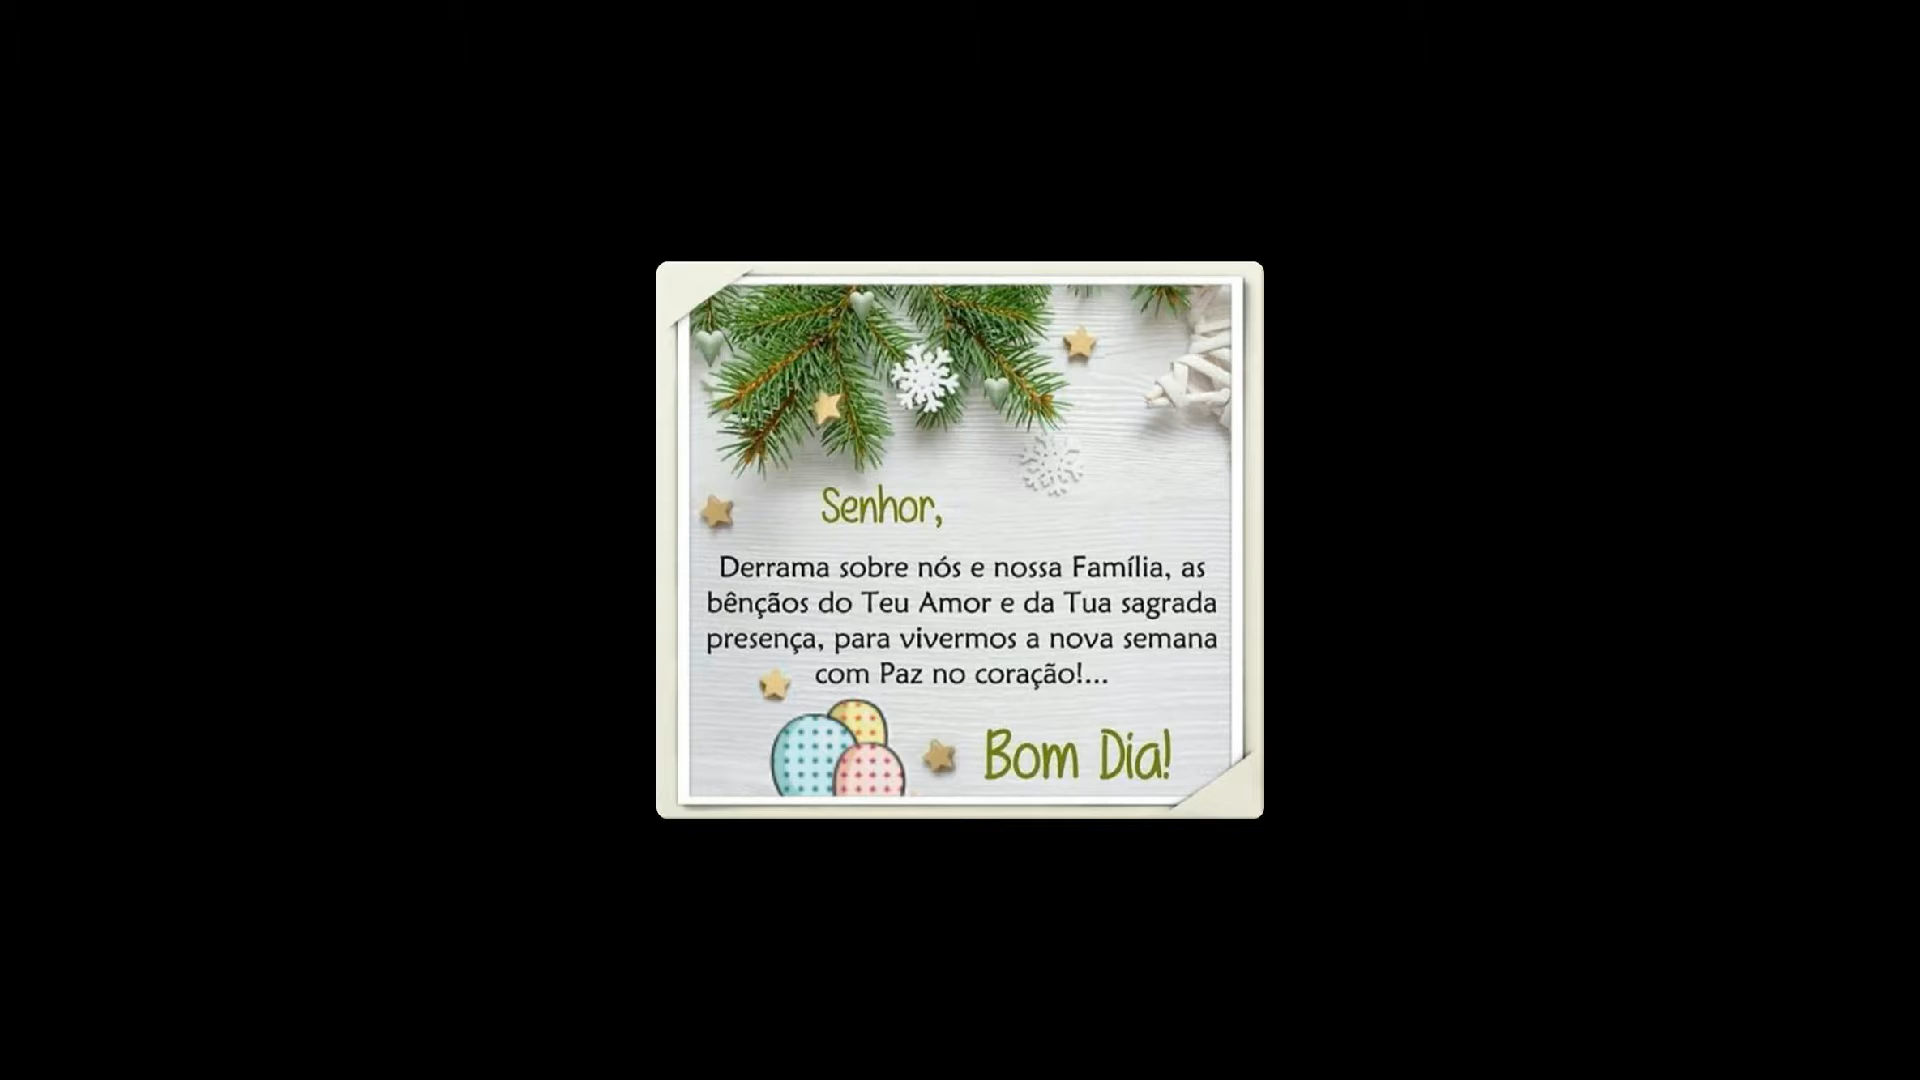 Senhor,
Derrama sobre nós e nossa Família, as
bênçãos do Teu Amor e da Tua sagrada
presença, para vivermos a nova semana
com Paz no coração!...
Bom Dia!